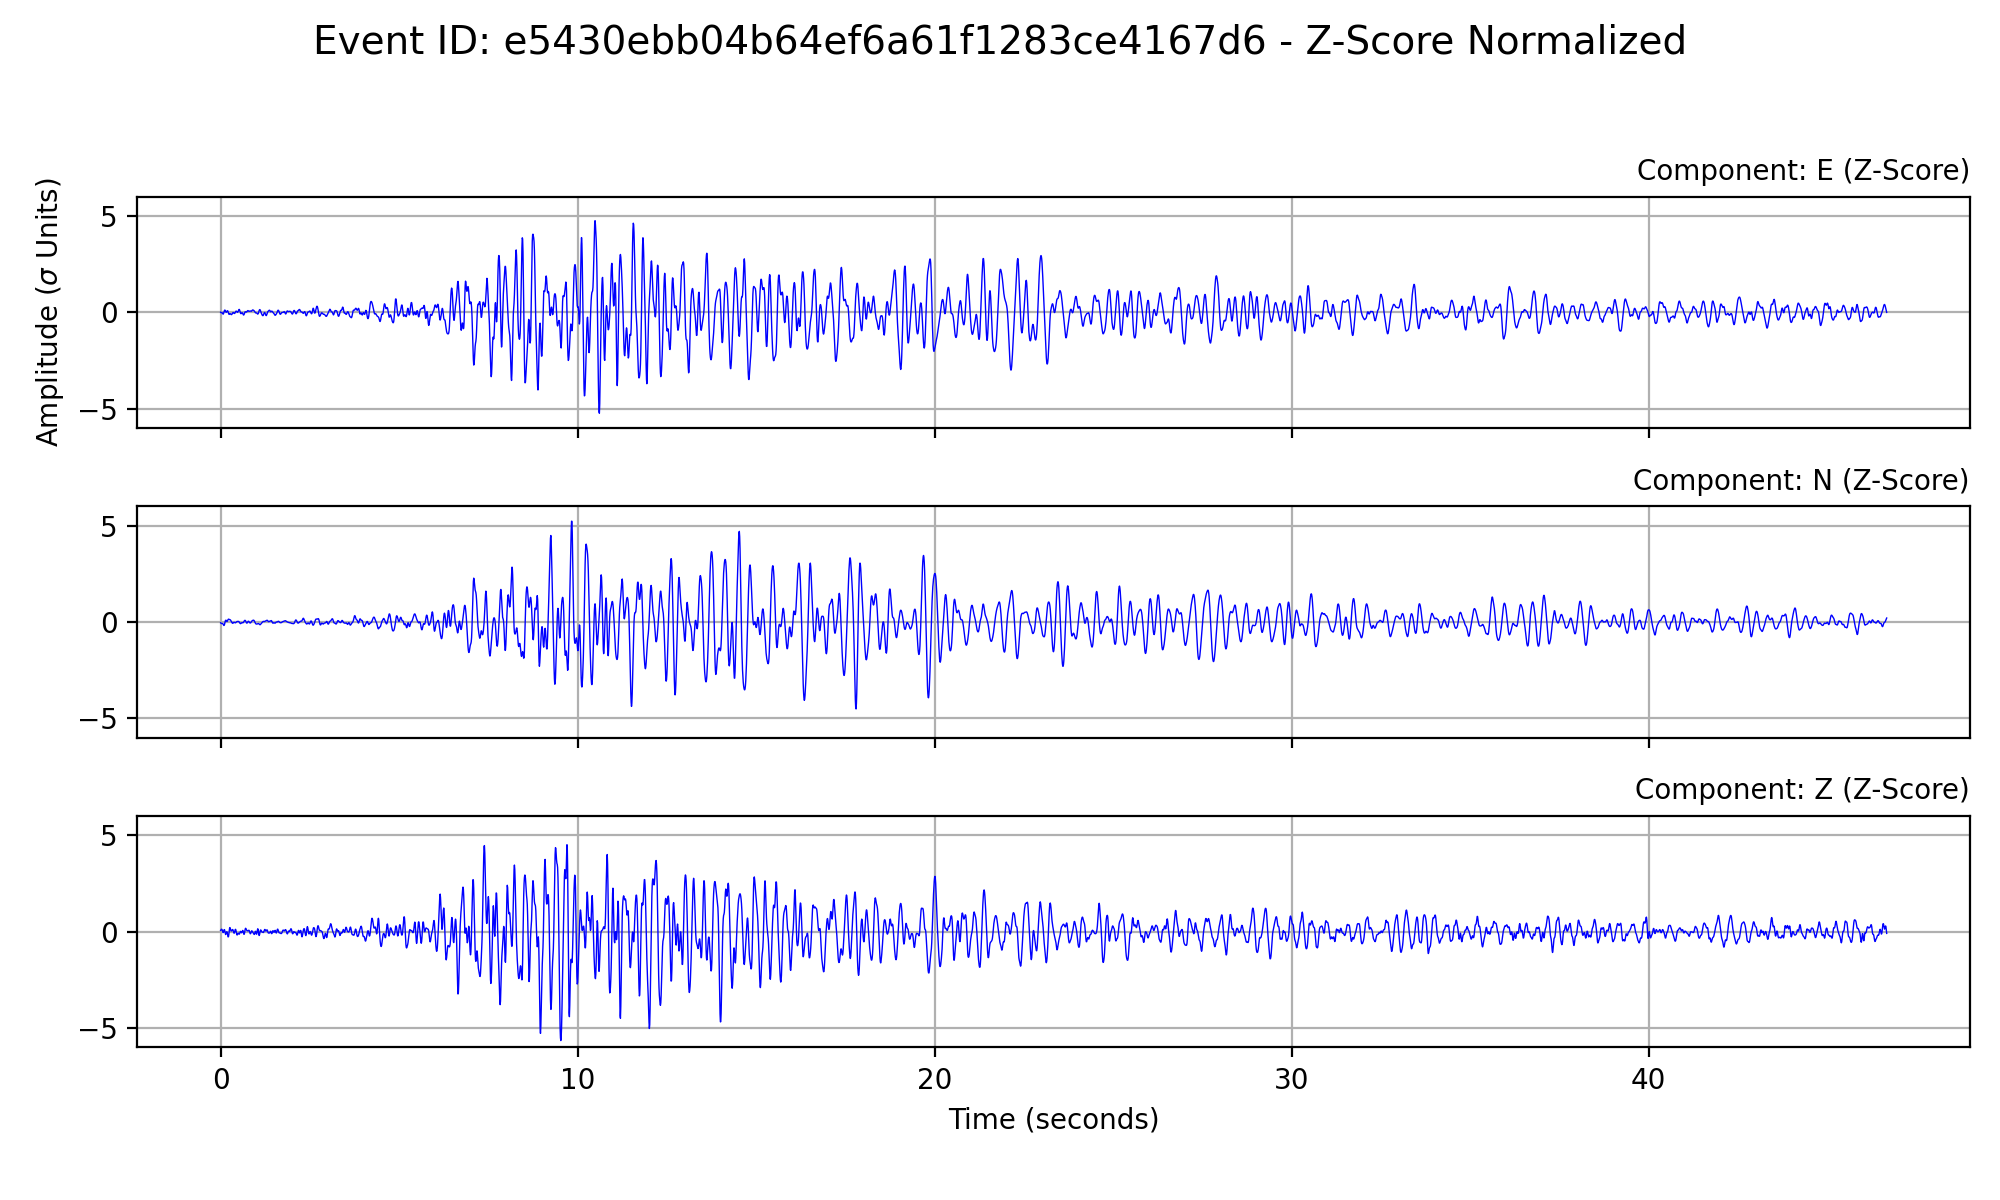 Event ID: e5430ebb04b64ef6a61f1283ce4167d6 - Z-Score Normalized
Component: E (Z-Score)
Amplitude (σ Units)
5
0
−5
Component: N (Z-Score)
5
0
−5
Component: Z (Z-Score)
5
0
−5
0 10 20 30 40
Time (seconds)